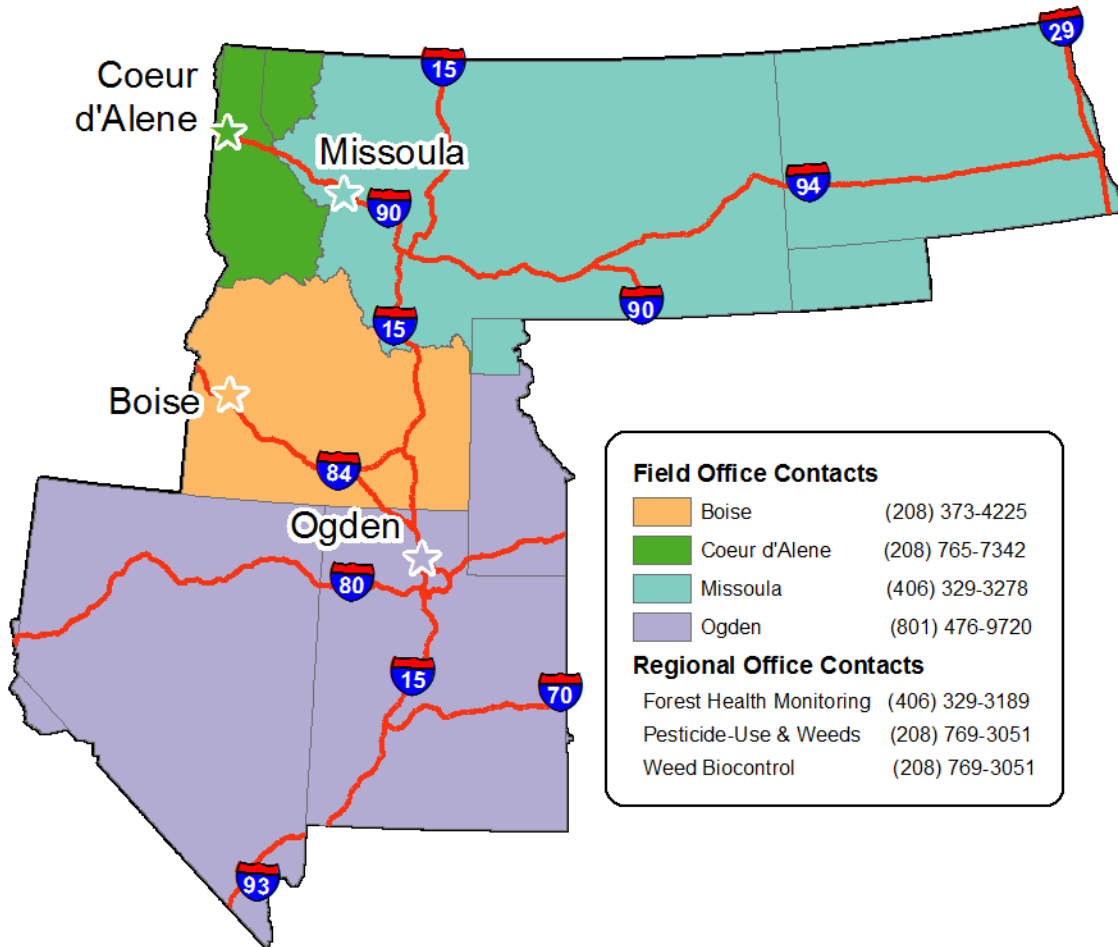 29
15
Coeur
d'Alene
Missoula
94
90
90
15
Boise
84
Ogden
80
15
70
93
Field Office Contacts
Boise (208) 373-4225
Coeur d'Alene (208) 765-7342
Missoula (406) 329-3278
Ogden (801) 476-9720
Regional Office Contacts
Forest Health Monitoring (406) 329-3189
Pesticide-Use & Weeds (208) 769-3051
Weed Biocontrol (208) 769-3051